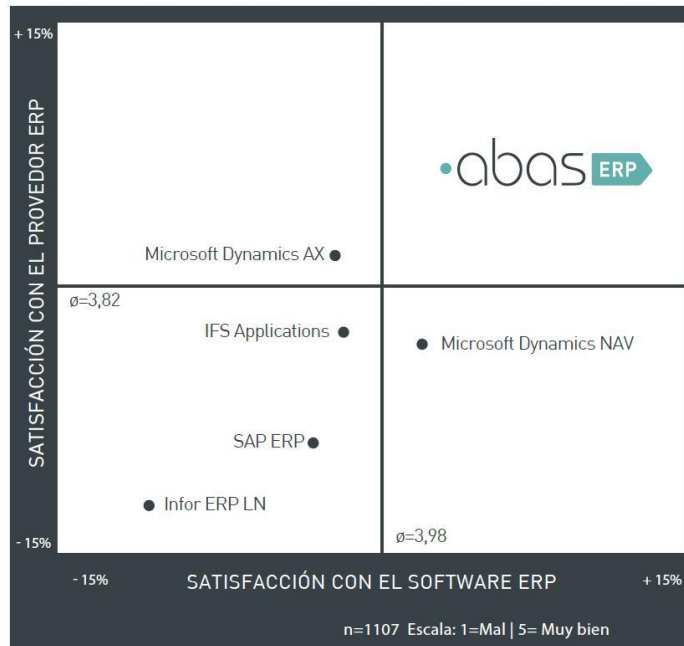 + 15%
SATISFACCIÓN CON EL PROVEDOR ERP
abas ERP
Microsoft Dynamics AX
ø=3,82
IFS Applications
Microsoft Dynamics NAV
SAP ERP
Infor ERP LN
ø=3,98
- 15%
- 15%
SATISFACCIÓN CON EL SOFTWARE ERP
+ 15%
n=1107 Escala: 1=Mal | 5= Muy bien